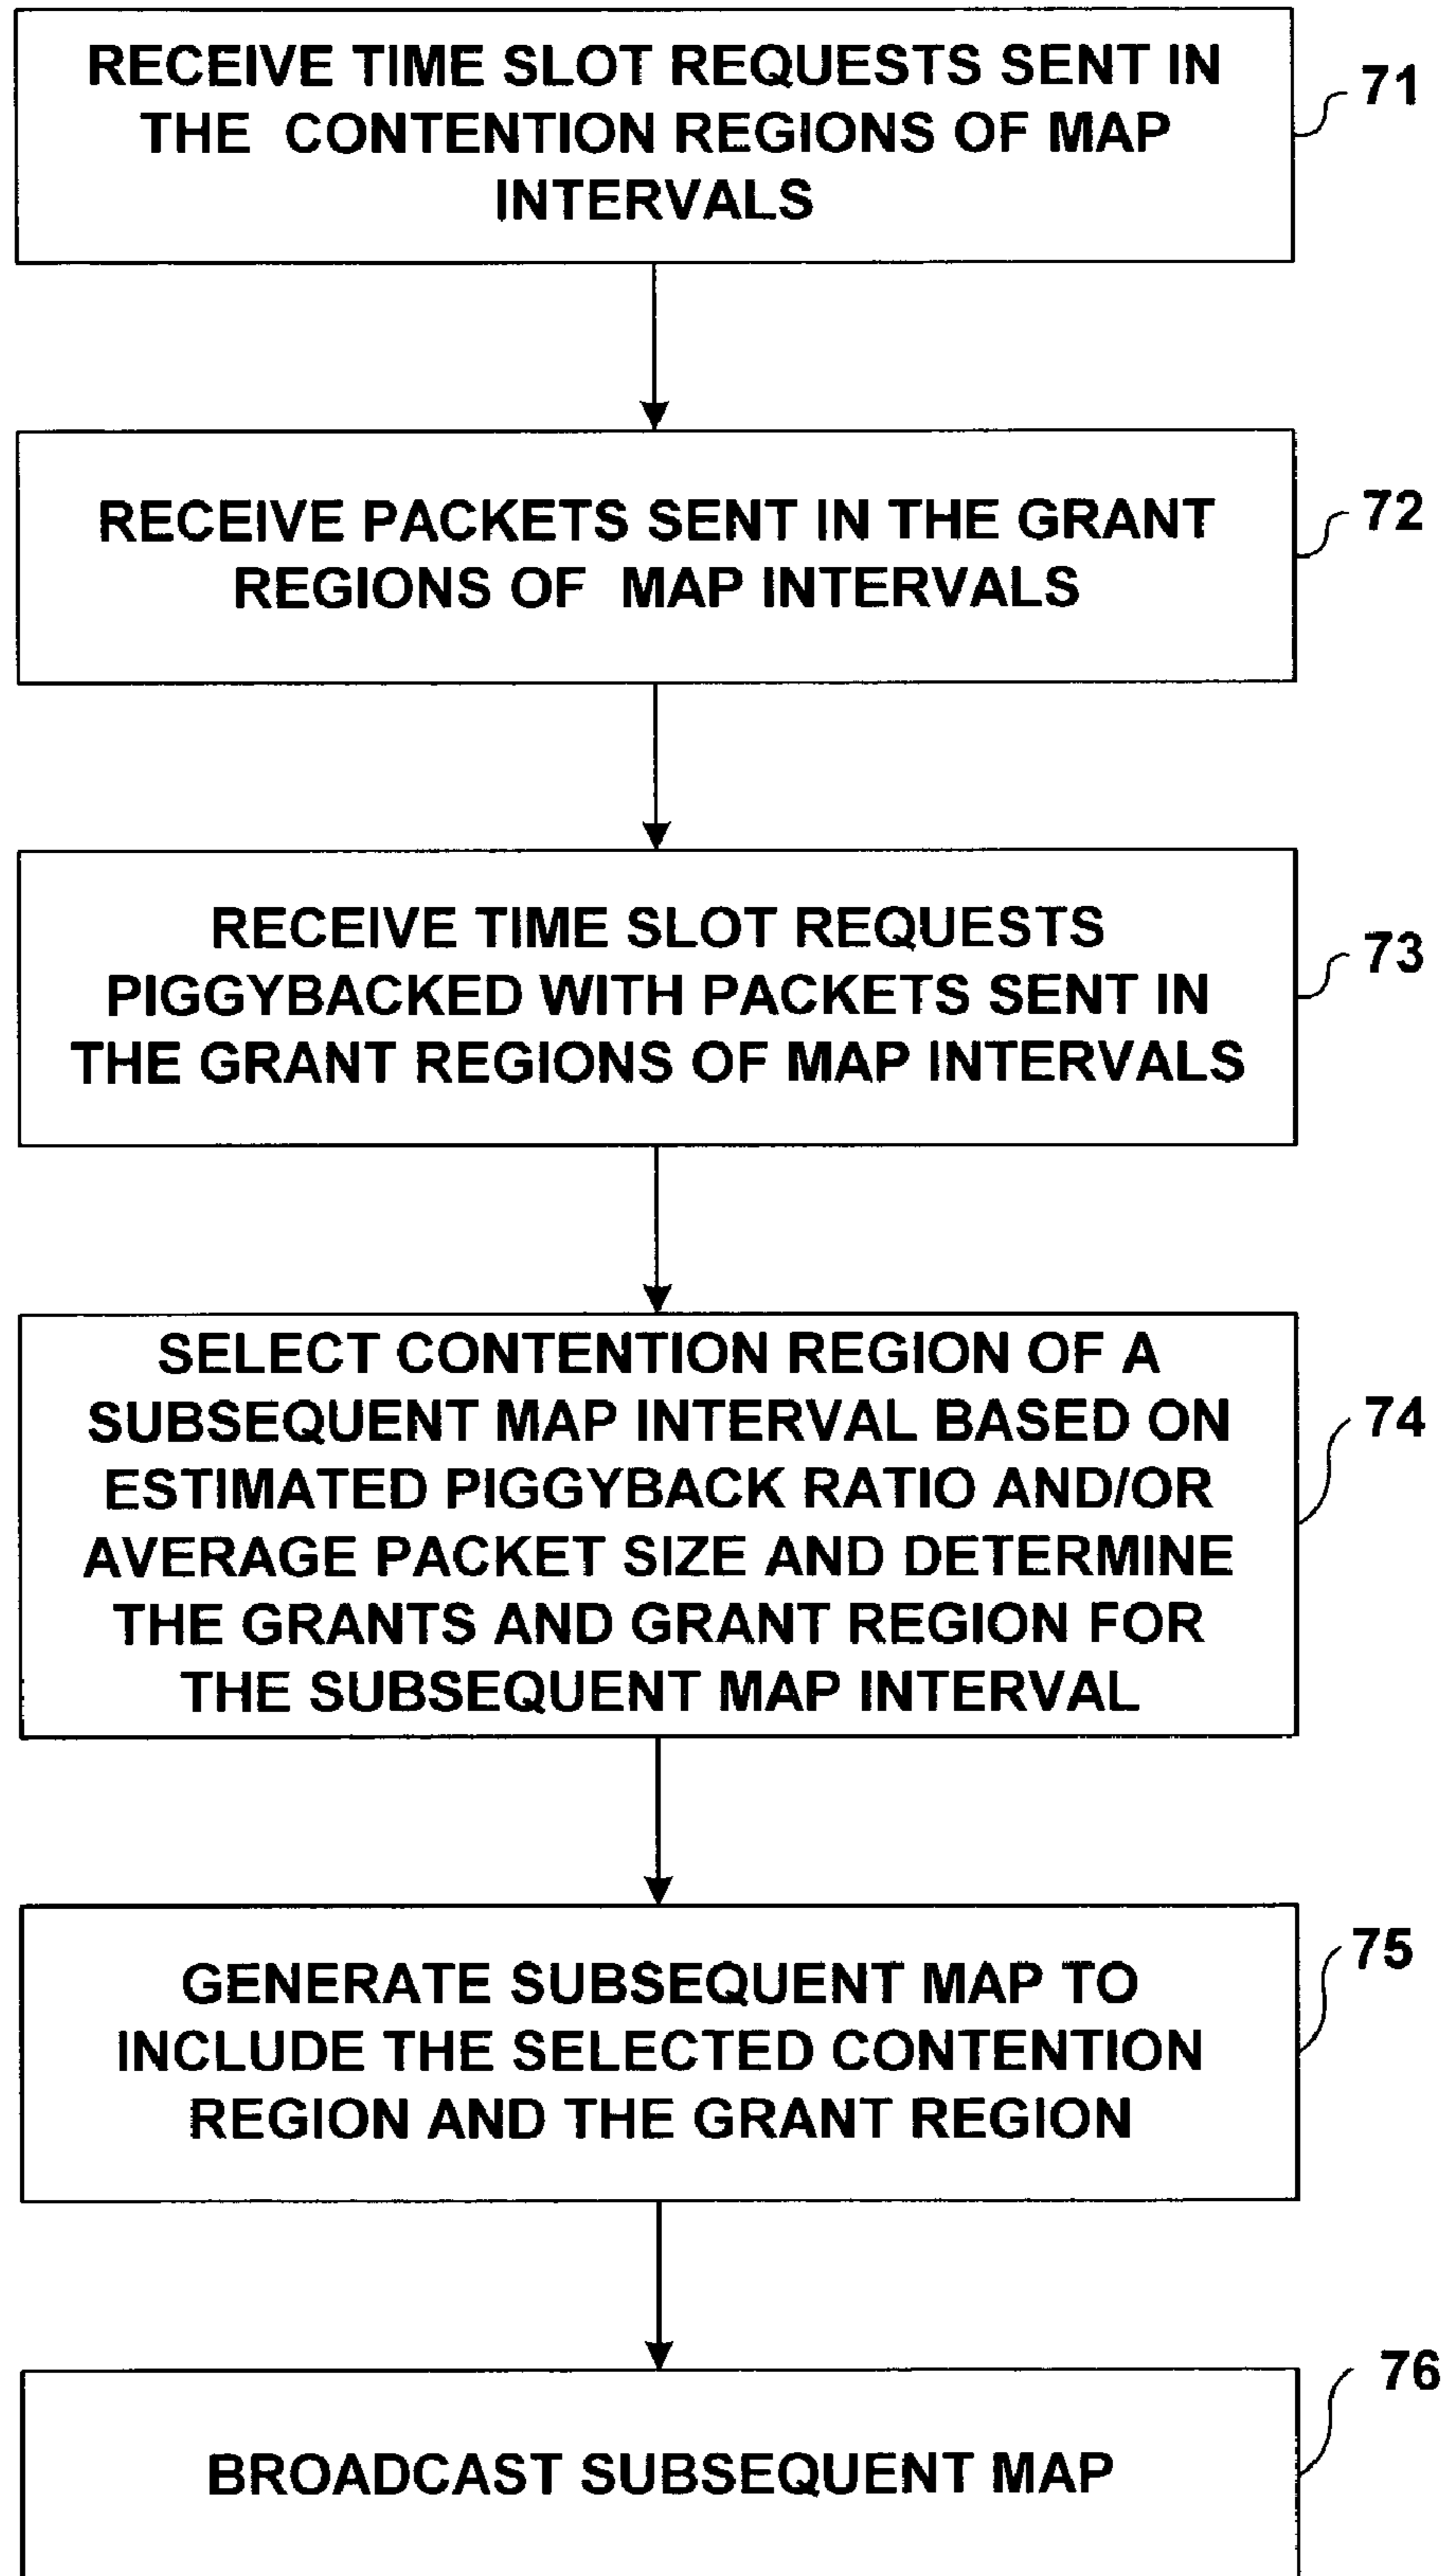 RECEIVE TIME SLOT REQUESTS SENT IN
THE CONTENTION REGIONS OF MAP
INTERVALS
71
RECEIVE PACKETS SENT IN THE GRANT
REGIONS OF MAP INTERVALS
72
RECEIVE TIME SLOT REQUESTS
PIGGYBACKED WITH PACKETS SENT IN
THE GRANT REGIONS OF MAP INTERVALS
73
SELECT CONTENTION REGION OF A
SUBSEQUENT MAP INTERVAL BASED ON
ESTIMATED PIGGYBACK RATIO AND/OR
AVERAGE PACKET SIZE AND DETERMINE
THE GRANTS AND GRANT REGION FOR
THE SUBSEQUENT MAP INTERVAL
74
GENERATE SUBSEQUENT MAP TO
INCLUDE THE SELECTED CONTENTION
REGION AND THE GRANT REGION
75
BROADCAST SUBSEQUENT MAP
76